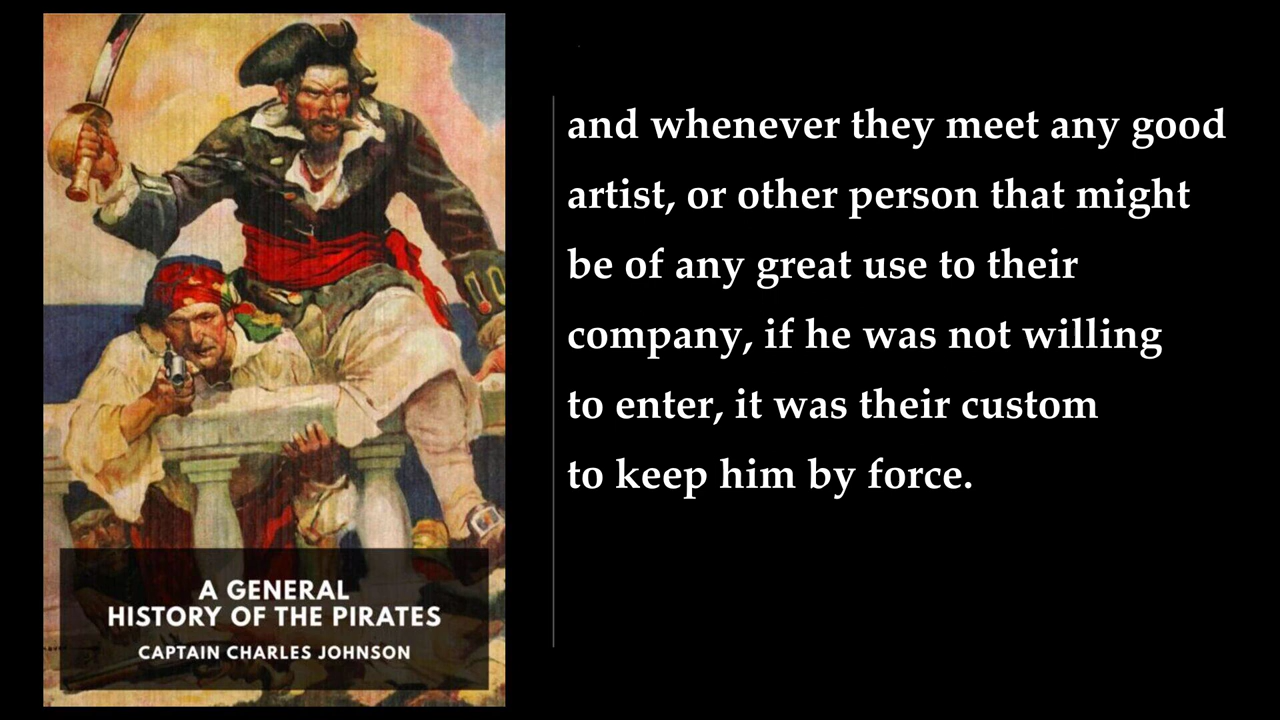 and whenever they meet any good
artist, or other person that might
be of any great use to their
company, if he was not willing
to enter, it was their custom
to keep him by force.
A GENERAL
HISTORY OF THE PIRATES
CAPTAIN CHARLES JOHNSON